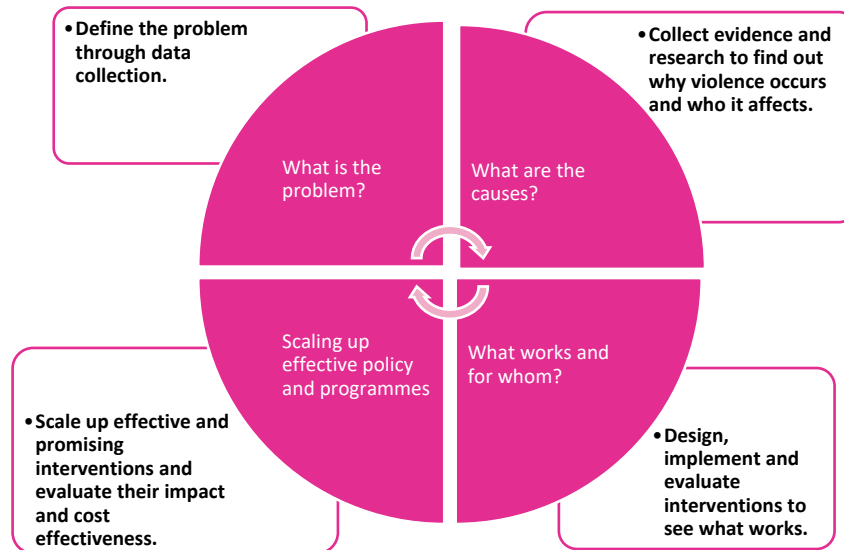 •Define the problem
through data
collection.
•Collect evidence and
research to find out
why violence occurs
and who it affects.
What is the
problem?
What are the
causes?
Scaling up
effective policy
and programmes
What works and
for whom?
•Scale up effective and
promising
interventions and
evaluate their impact
and cost
effectiveness.
•Design,
implement and
evaluate
interventions to
see what works.